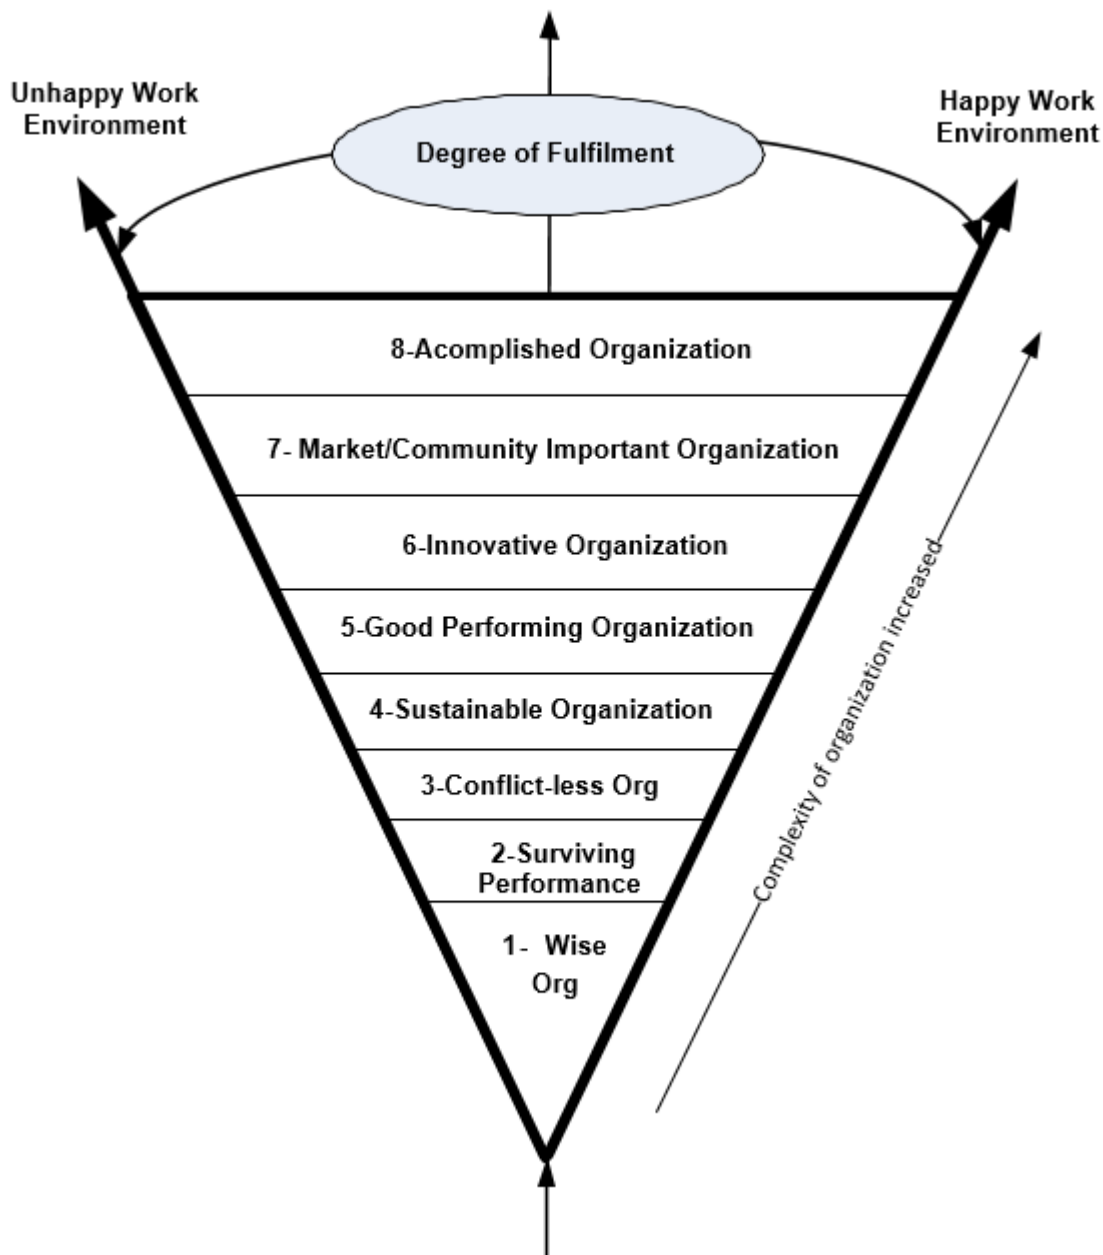 Unhappy Work
Environment
Happy Work
Environment
Degree of Fulfilment
8-Acomplished Organization
7- Market/Community Important Organization
6-Innovative Organization
5-Good Performing Organization
4-Sustainable Organization
3-Conflict-less Org
2-Surviving
Performance
1- Wise
Org
Complexity of organization increased